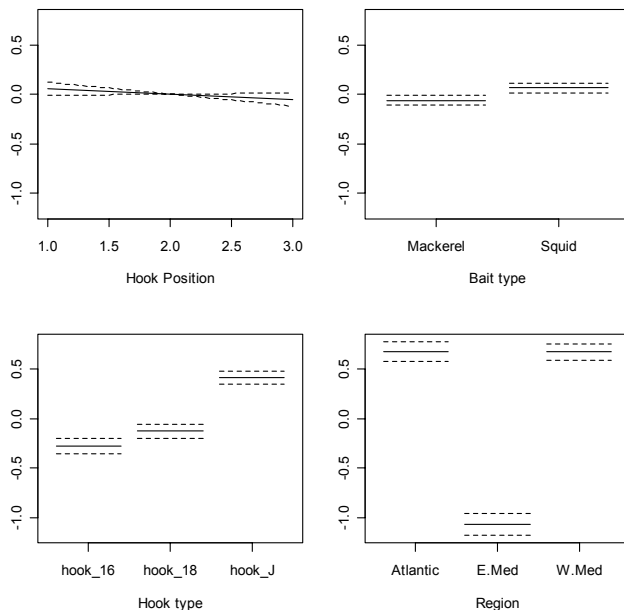 0.5
0.0
-0.5
-1.0
1.0 1.5 2.0 2.5 3.0
Hook Position
0.5
0.0
-0.5
-1.0
Mackerel Squid
Bait type
0.5
0.0
-0.5
-1.0
hook_16 hook_18 hook_J
Hook type
0.5
0.0
-0.5
-1.0
Atlantic E.Med W.Med
Region